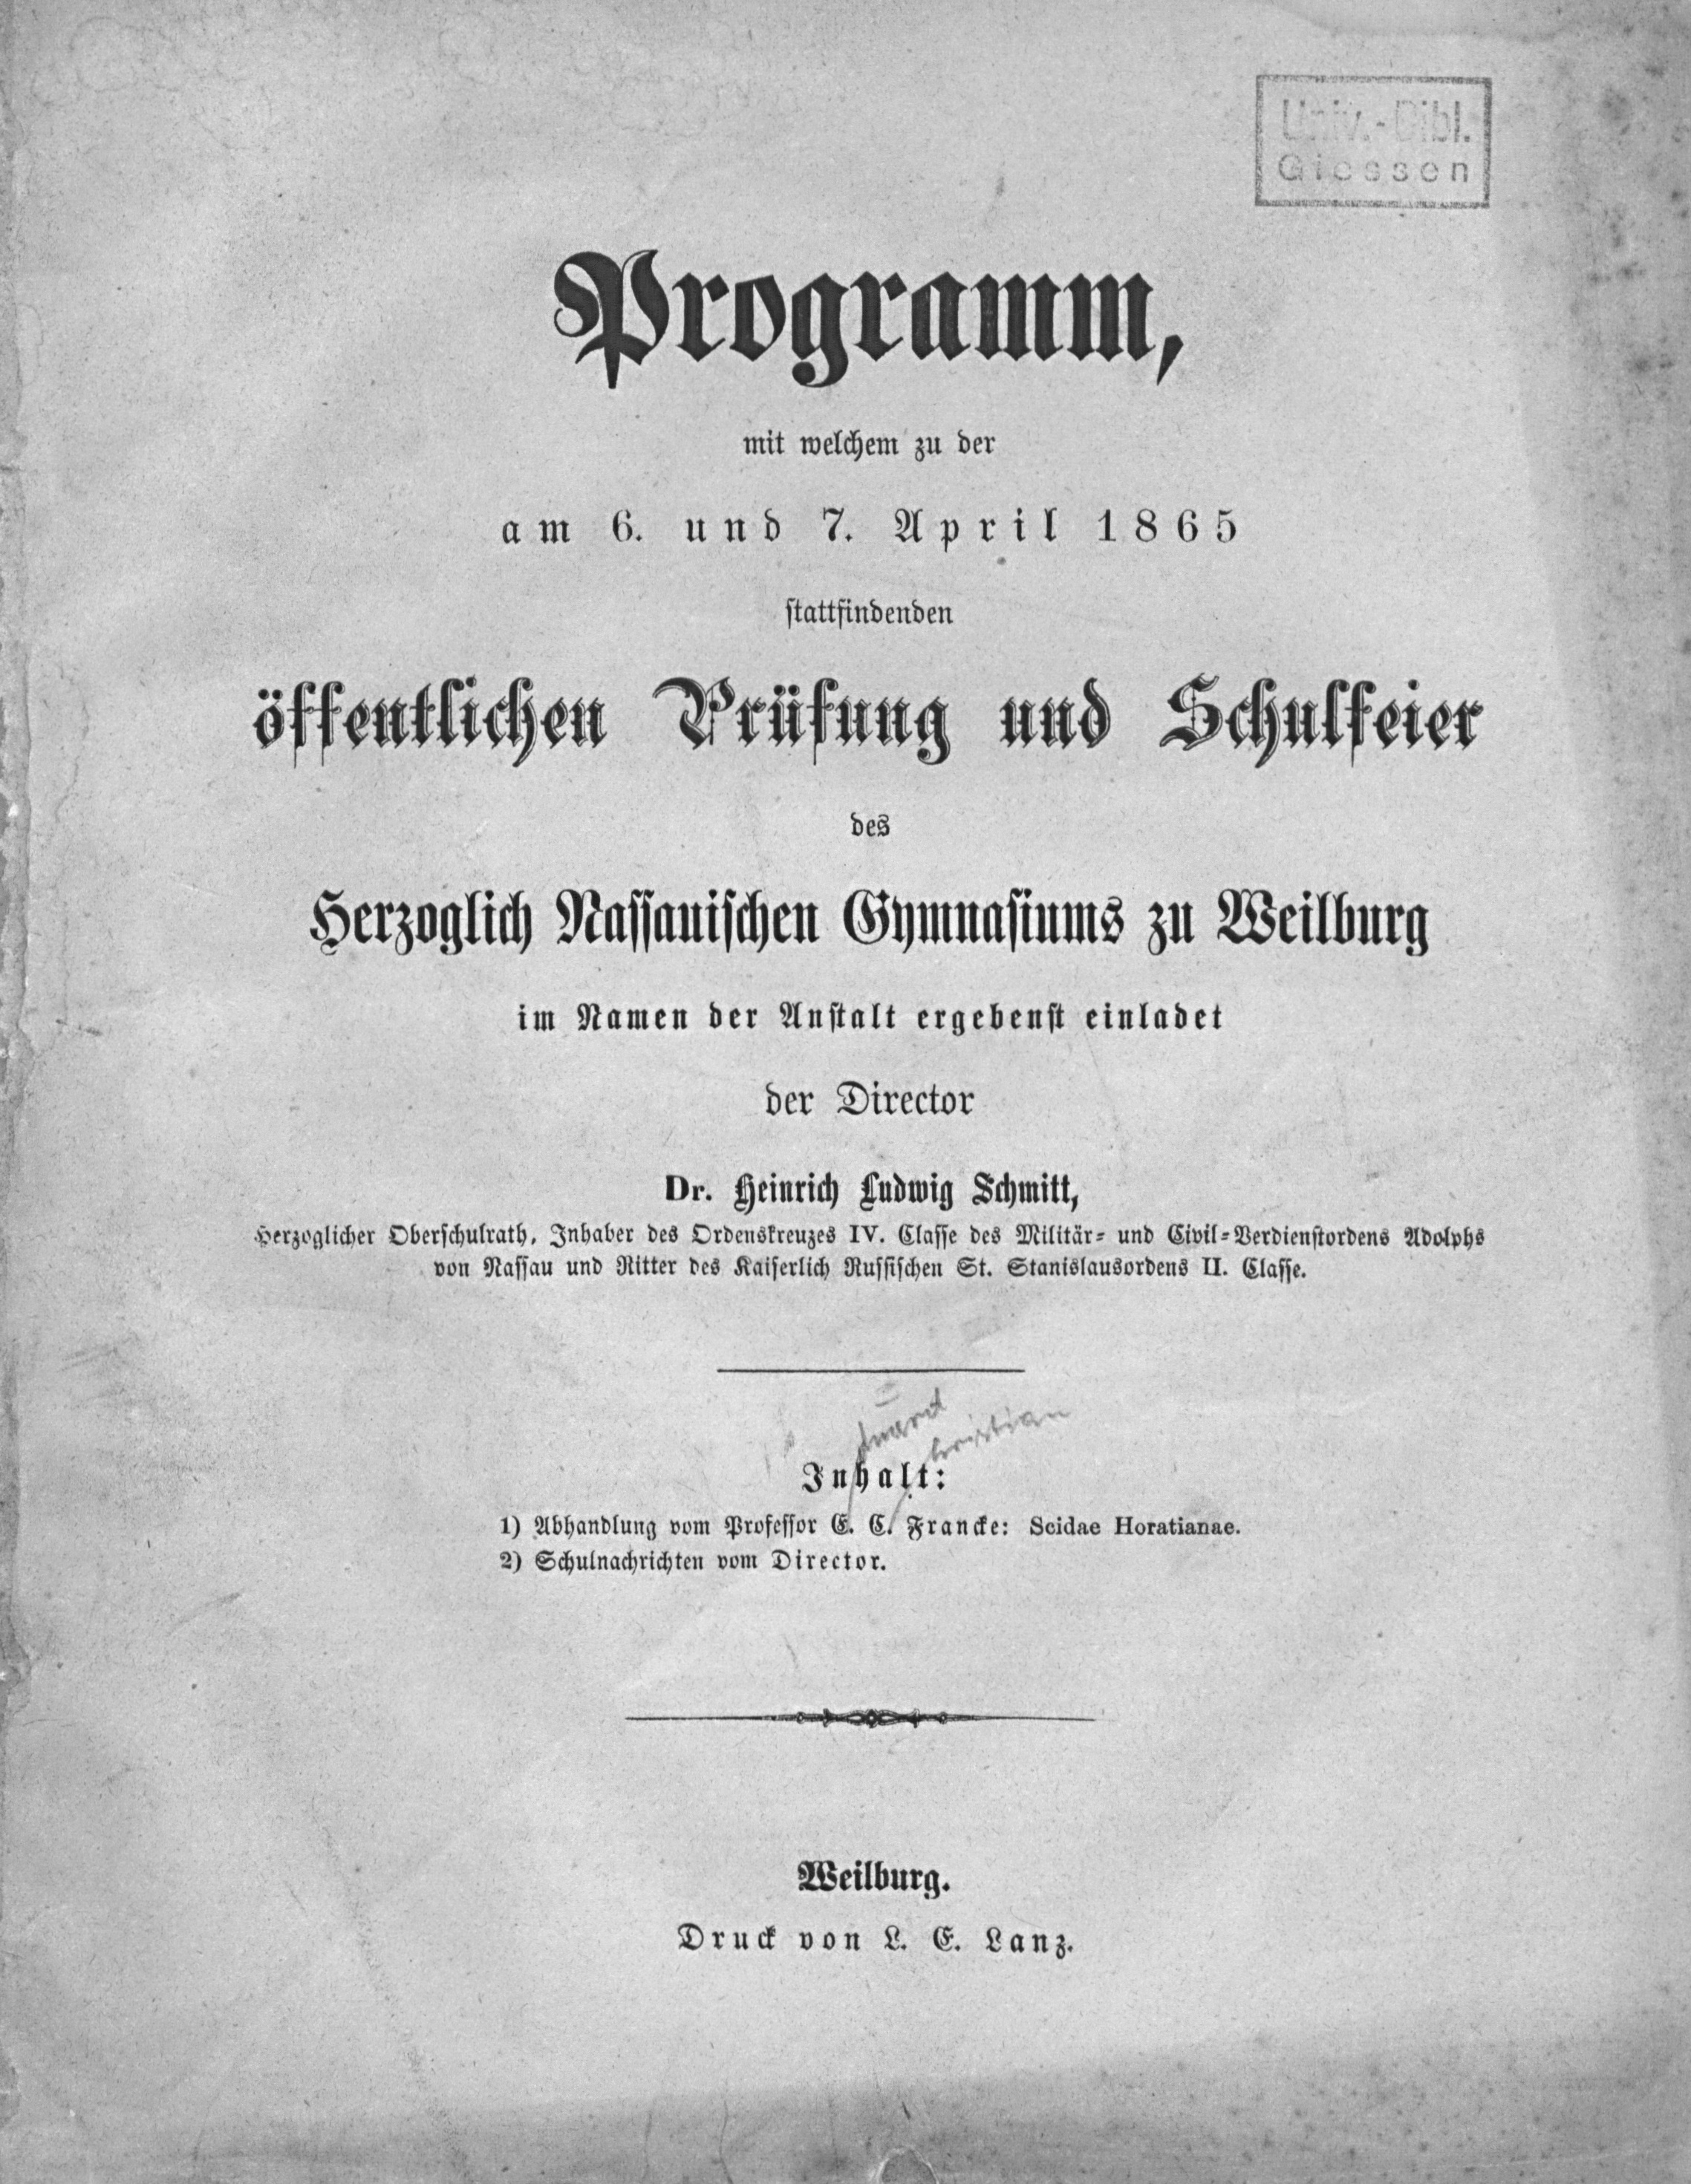 Univ.-Bibl.
Giessen
Programm,
mit welchem zu der
am 6. und 7. April 1865
stattfindenden
öffentlichen Prüfung und Schulfeier
des
Herzoglich Nassauischen Gymnasiums zu Weilburg
im Namen der Anstalt ergebenst einladet
der Director
Dr. Heinrich Ludwig Schmitt,
Herzoglicher Oberschulrath, Inhaber des Ordenskreuzes IV. Classe des Militär- und Civil-Verdienstordens Adolphs
von Nassau und Ritter des Kaiserlich Russischen St. Stanislausordens II. Classe.
duard
hristian
Inhalt:
1) Abhandlung vom Professor E. C. Francke: Scidae Horatianae.
2) Schulnachrichten vom Director.
Weilburg.
Druck von L. E. Lanz.